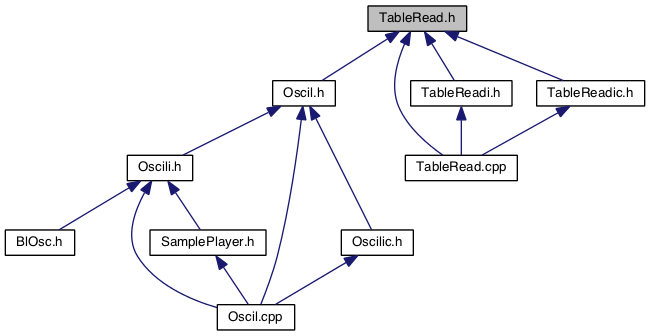 TableRead.h
Oscil.h
TableReadi.h
TableReadic.h
Oscili.h
TableRead.cpp
BlOsc.h
SamplePlayer.h
Oscilic.h
Oscil.cpp